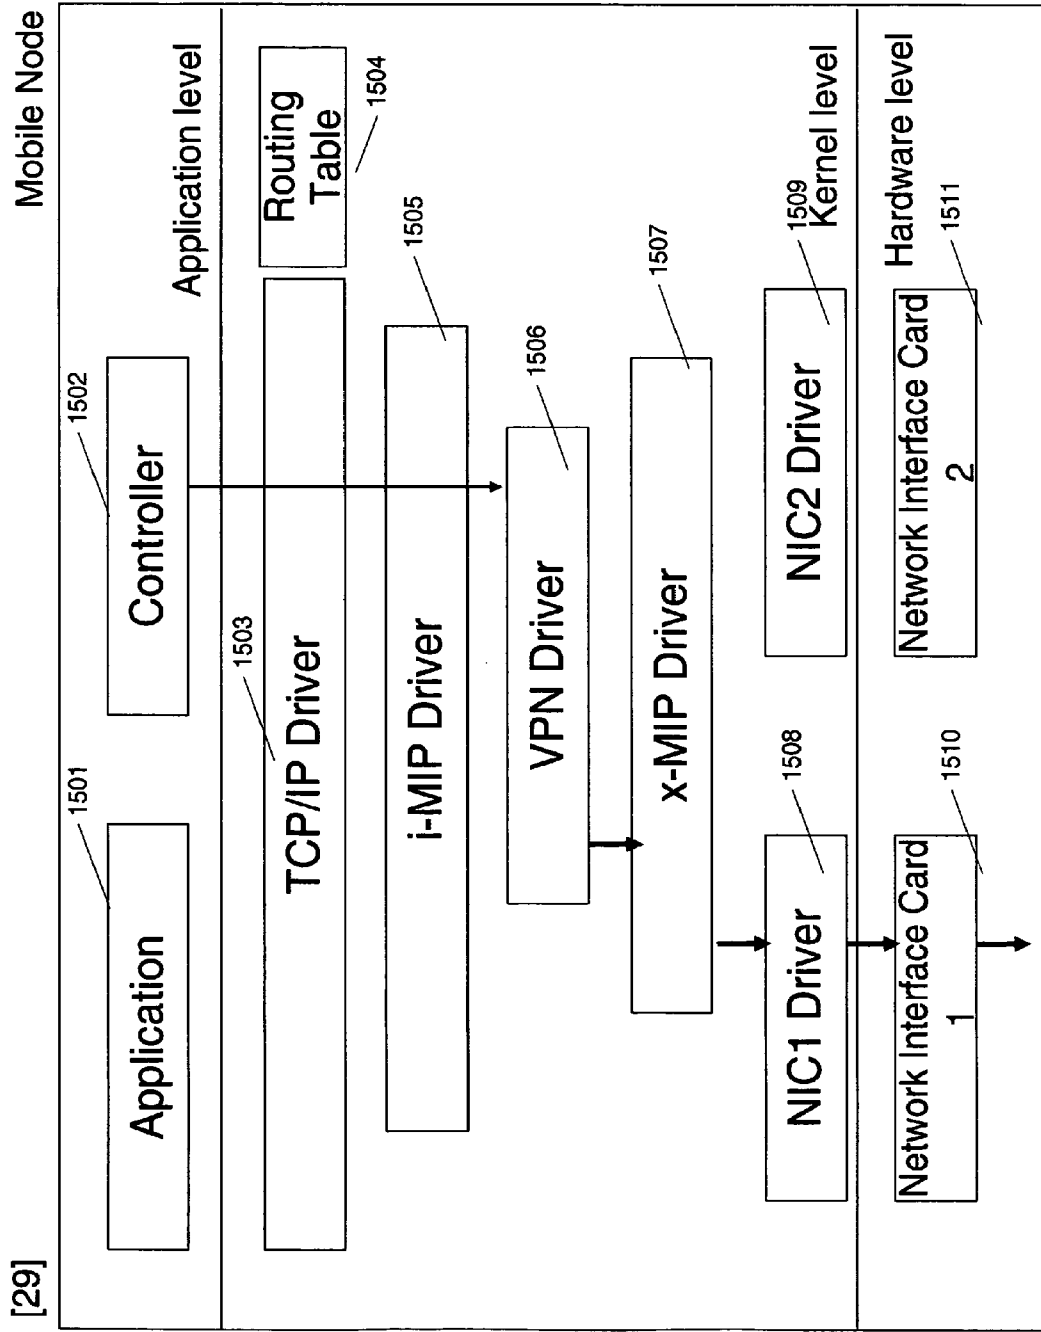 [29]
Mobile Node
Application level
1501
Application
1502
Controller
1503
TCP/IP Driver
Routing
Table
1504
1505
i-MIP Driver
1506
VPN Driver
1507
x-MIP Driver
1508
NIC1 Driver
1509
NIC2 Driver
Kernel level
Hardware level
1510
Network Interface Card
1
1511
Network Interface Card
2